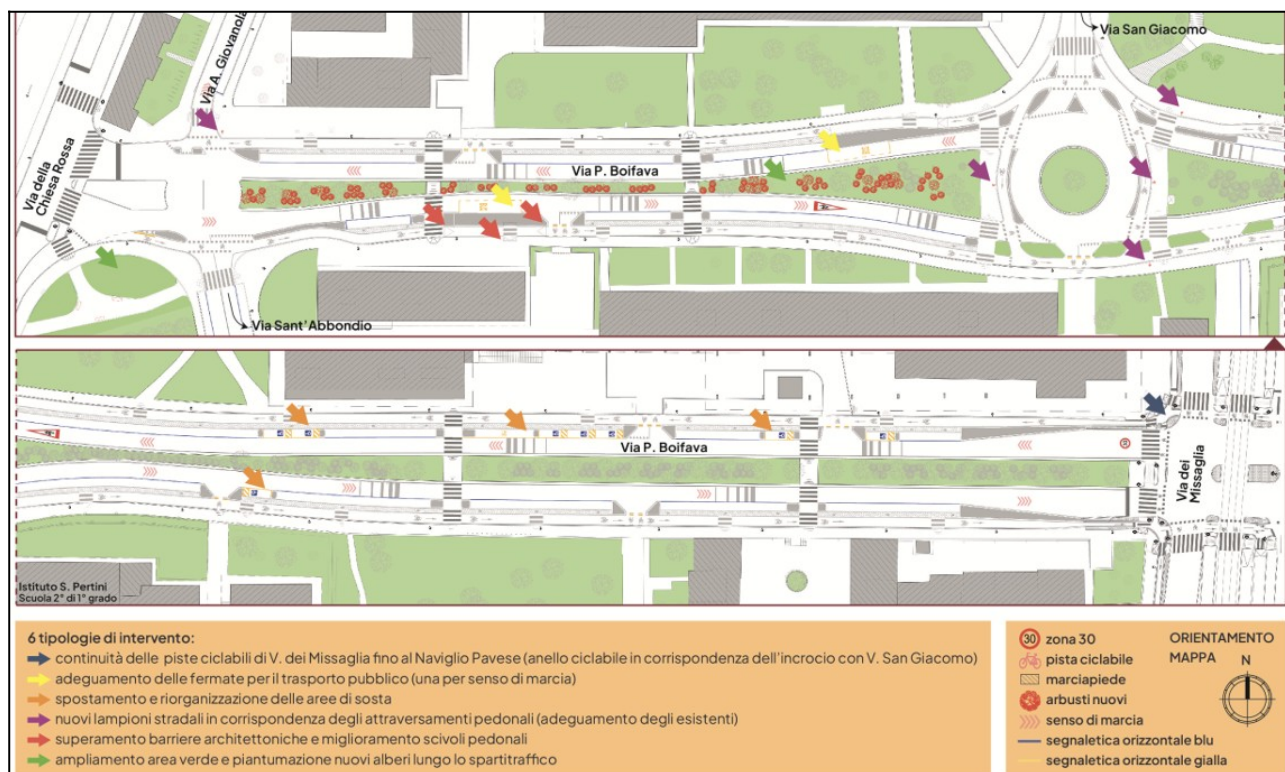 Via A. Giovanola
Via San Giacomo
Via della
Chiesa Rossa
Via P. Boifava
Via Sant'Abbondio
Via P. Boifava
Via dei
Missaglia
Istituto S. Pertini
Scuola 2° di 1° grado
6 tipologie di intervento:
continuità delle piste ciclabili di V. dei Missaglia fino al Naviglio Pavese (anello ciclabile in corrispondenza dell'incrocio con V. San Giacomo)
adeguamento delle fermate per il trasporto pubblico (una per senso di marcia)
spostamento e riorganizzazione delle aree di sosta
nuovi lampioni stradali in corrispondenza degli attraversamenti pedonali (adeguamento degli esistenti)
superamento barriere architettoniche e miglioramento scivoli pedonali
ampliamento area verde e piantumazione nuovi alberi lungo lo spartitraffico
30 zona 30
pista ciclabile
marciapiede
arbusti nuovi
senso di marcia
segnaletica orizzontale blu
segnaletica orizzontale gialla
ORIENTAMENTO
MAPPA
N